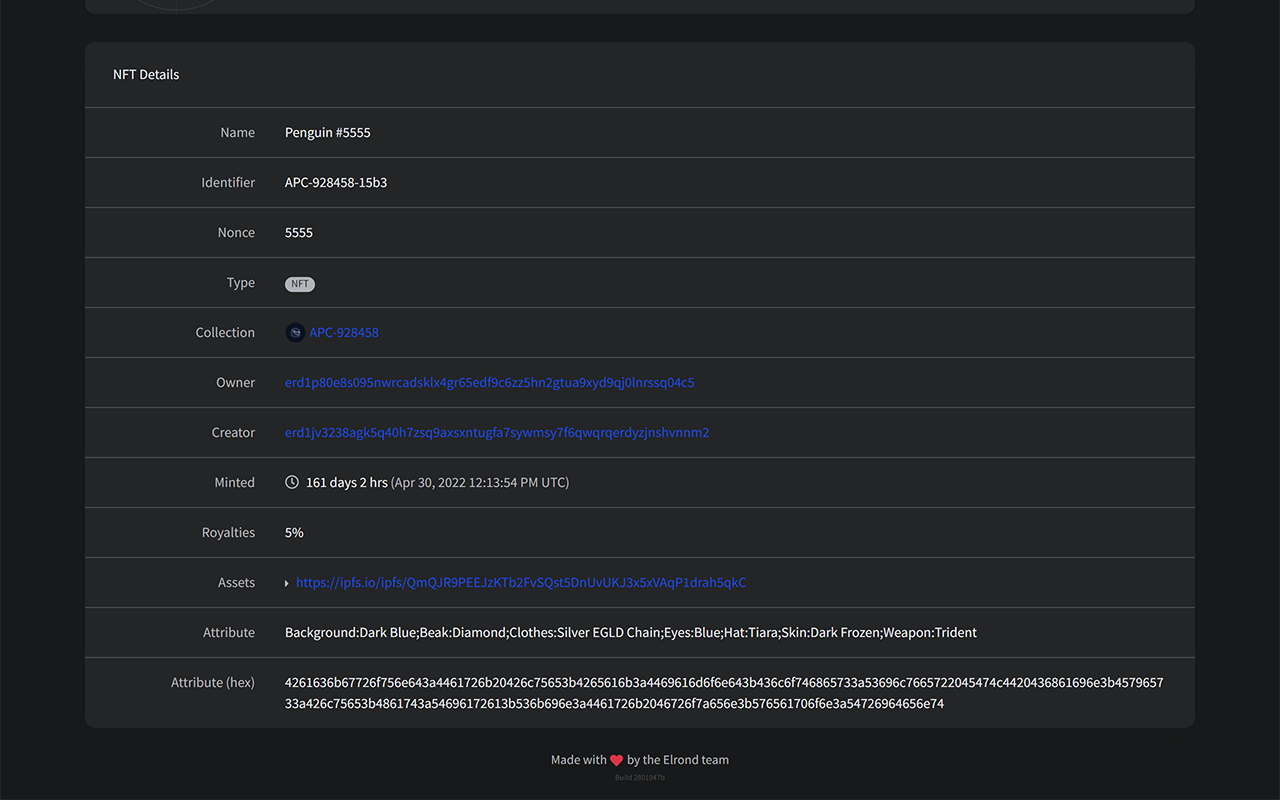 NFT Details
Name Penguin #5555
Identifier APC-928458-15b3
Nonce 5555
Type NFT
Collection APC-928458
Owner erd1p80e8s095nwrcadsklx4gr65edf9c6zz5hn2gtua9xyd9qj0lnrssq04c5
Creator erd1jv3238agk5q40h7zsq9axsxntugfa7sywmsy7f6qwqrqerdyzjnshvnnm2
Minted 161 days 2 hrs (Apr 30, 2022 12:13:54 PM UTC)
Royalties 5%
Assets https://ipfs.io/ipfs/QmQJR9PEEJzKTb2FvSQst5DnUvUKJ3x5xVAqP1drah5qkC
Attribute Background:Dark Blue;Beak:Diamond;Clothes:Silver EGLD Chain;Eyes:Blue;Hat:Tiara;Skin:Dark Frozen;Weapon:Trident
Attribute (hex) 4261636b67726f756e643a4461726b20426c75653b4265616b3a4469616d6f6e643b436c6f746865733a53696c7665722045474c4420436861696e3b4579657
33a426c75653b4861743a54696172613b536b696e3a4461726b2046726f7a656e3b576561706f6e3a54726964656e74
Made with ❤ by the Elrond team
Build 2801047b